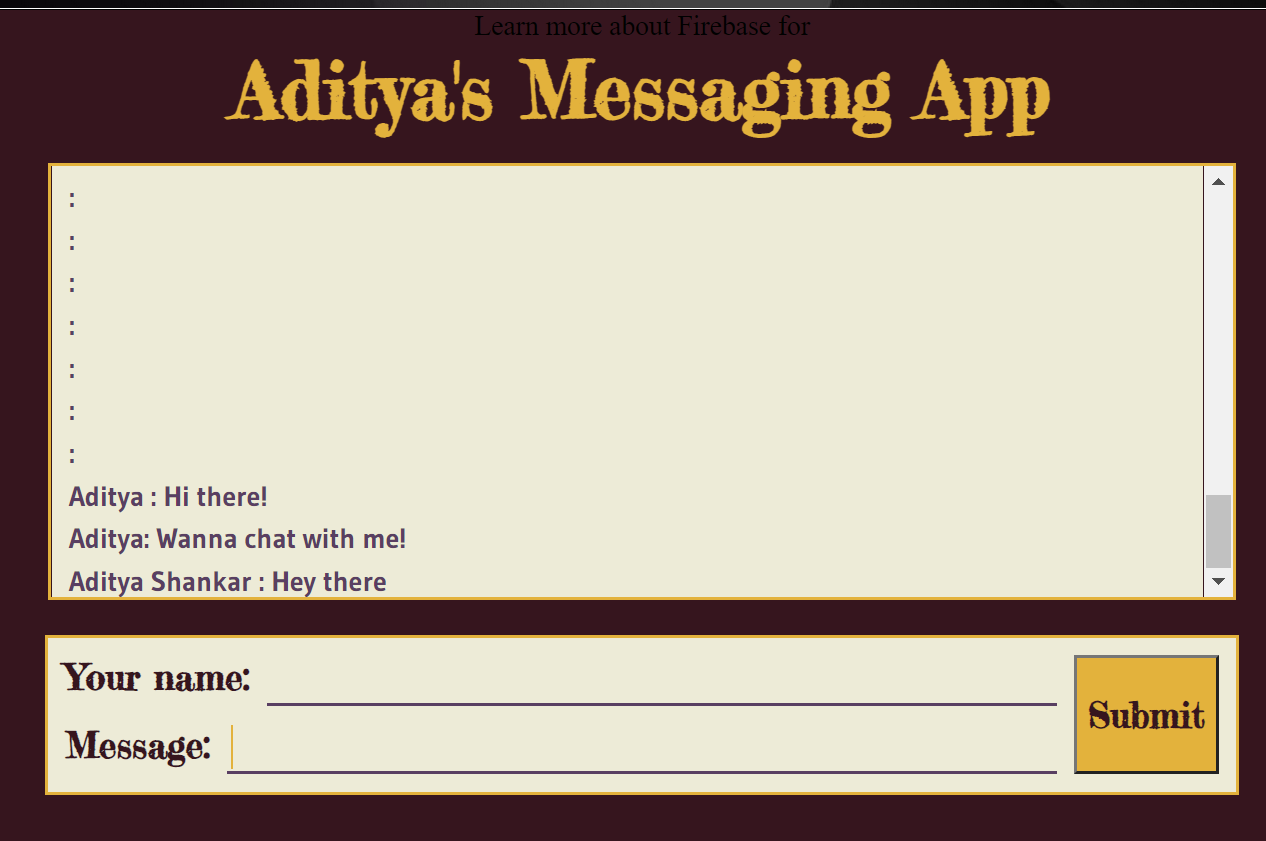 Learn more about Firebase for
Aditya's Messaging App
:
:
:
:
:
:
:
Aditya : Hi there!
Aditya: Wanna chat with me!
Aditya Shankar : Hey there
Your name:
Message:
Submit